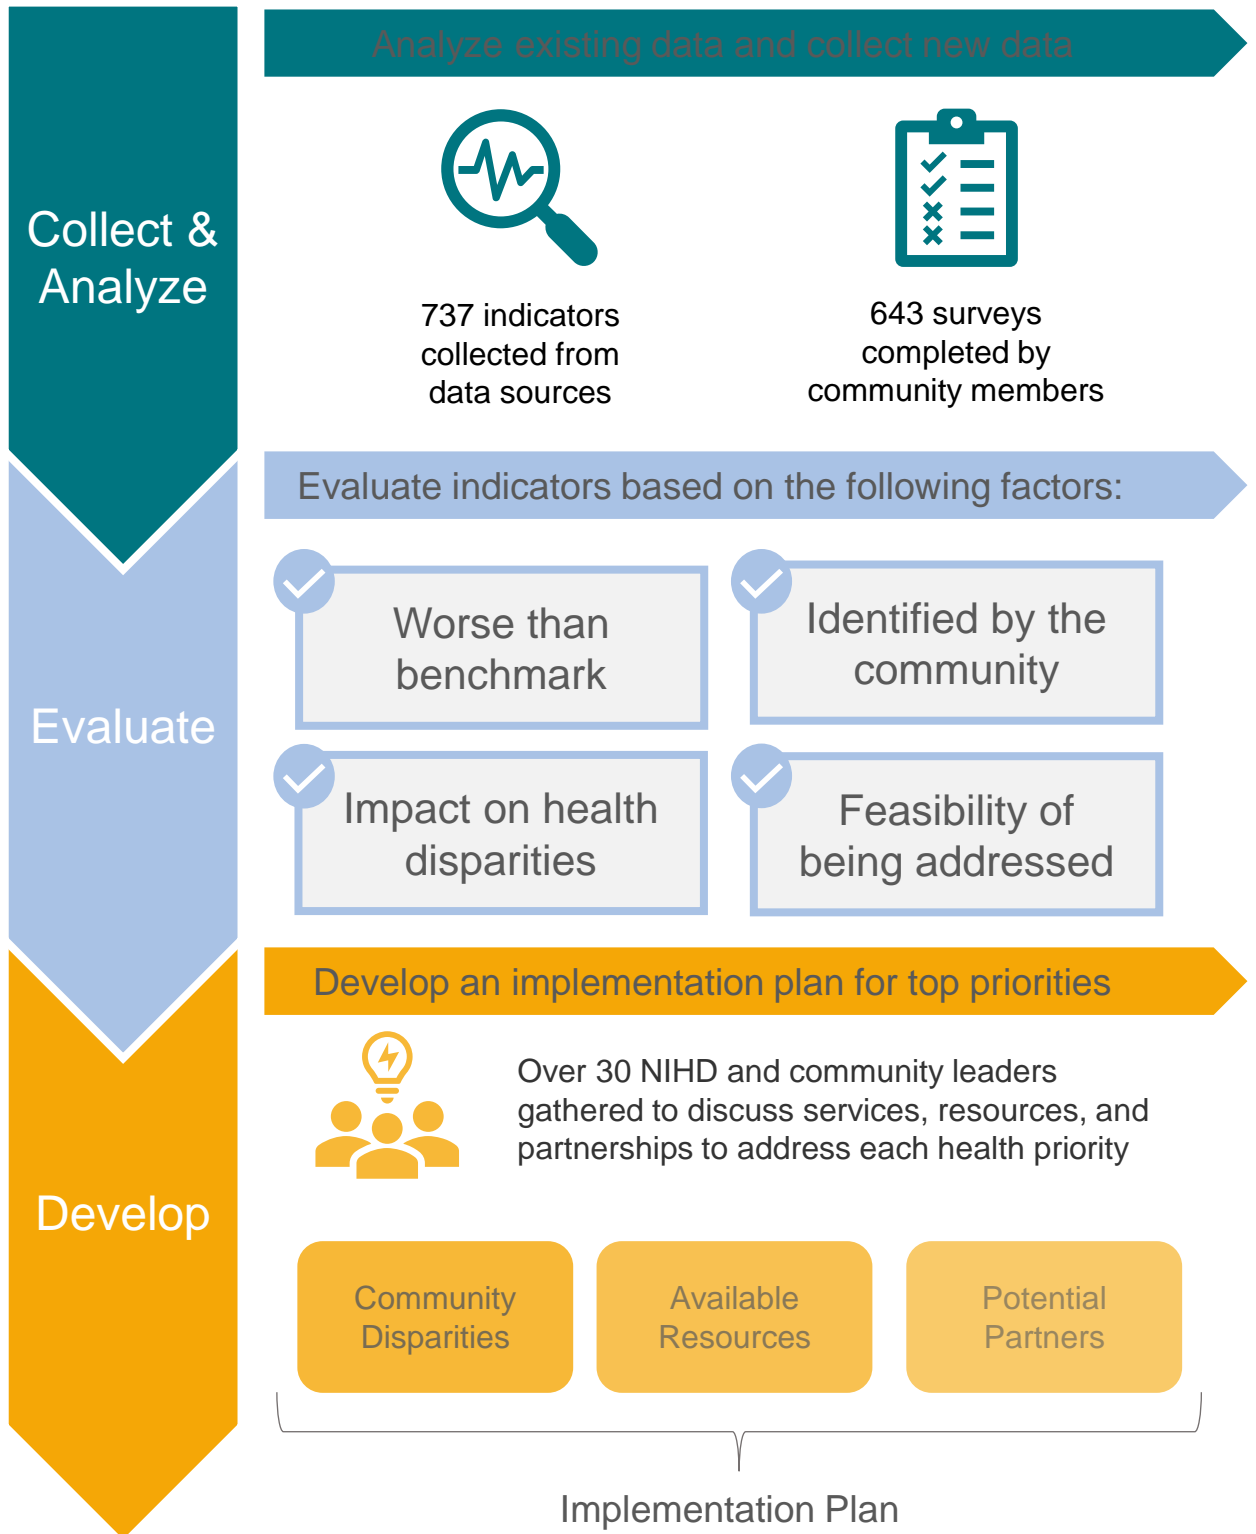 Analyze existing data and collect new data
Collect &
Analyze
737 indicators
collected from
data sources
643 surveys
completed by
community members
Evaluate indicators based on the following factors:
Evaluate
Worse than
benchmark
Identified by the
community
Impact on health
disparities
Feasibility of
being addressed
Develop an implementation plan for top priorities
Develop
Over 30 NIHD and community leaders
gathered to discuss services, resources, and
partnerships to address each health priority
Community
Disparities
Available
Resources
Potential
Partners
Implementation Plan